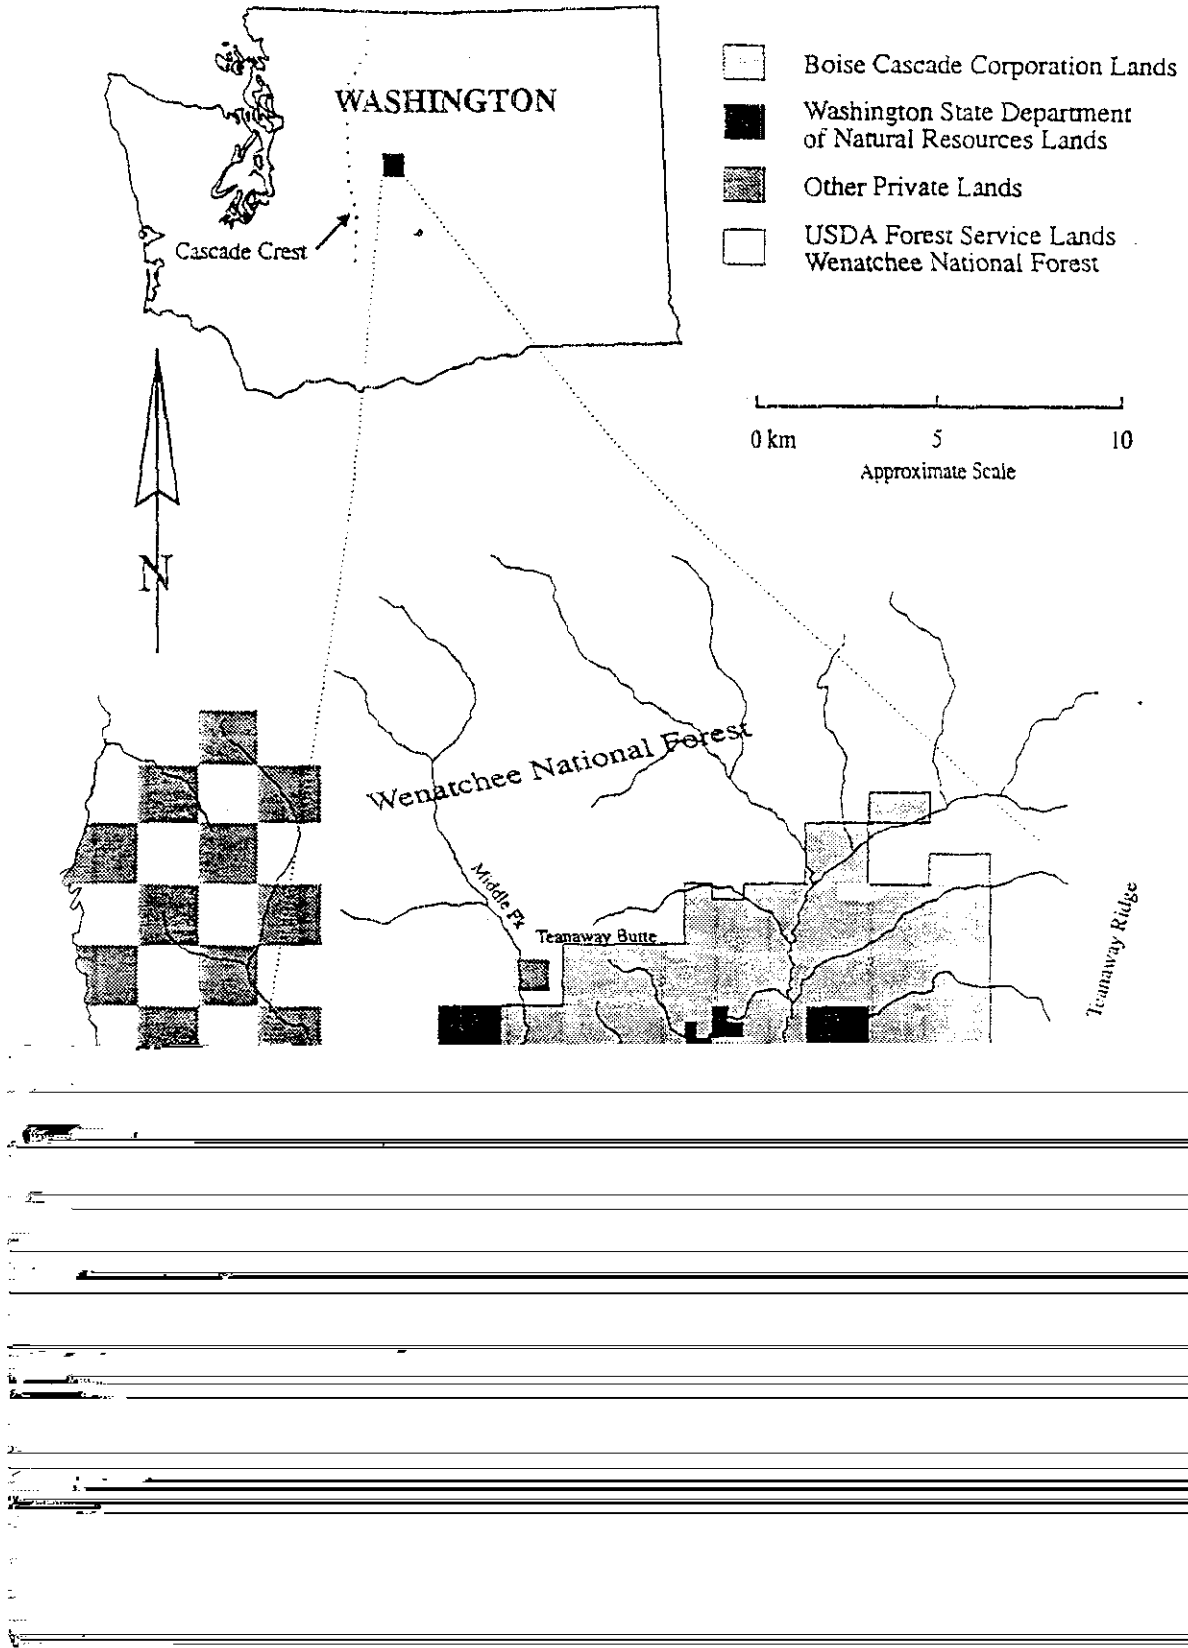 WASHINGTON
Cascade Crest
Boise Cascade Corporation Lands
Washington State Department
of Natural Resources Lands
Other Private Lands
USDA Forest Service Lands
Wenatchee National Forest
0 km 5 10
Approximate Scale
N
Wenatchee National Forest
Middle Fk
Teanaway Butte
Teanaway Ridge